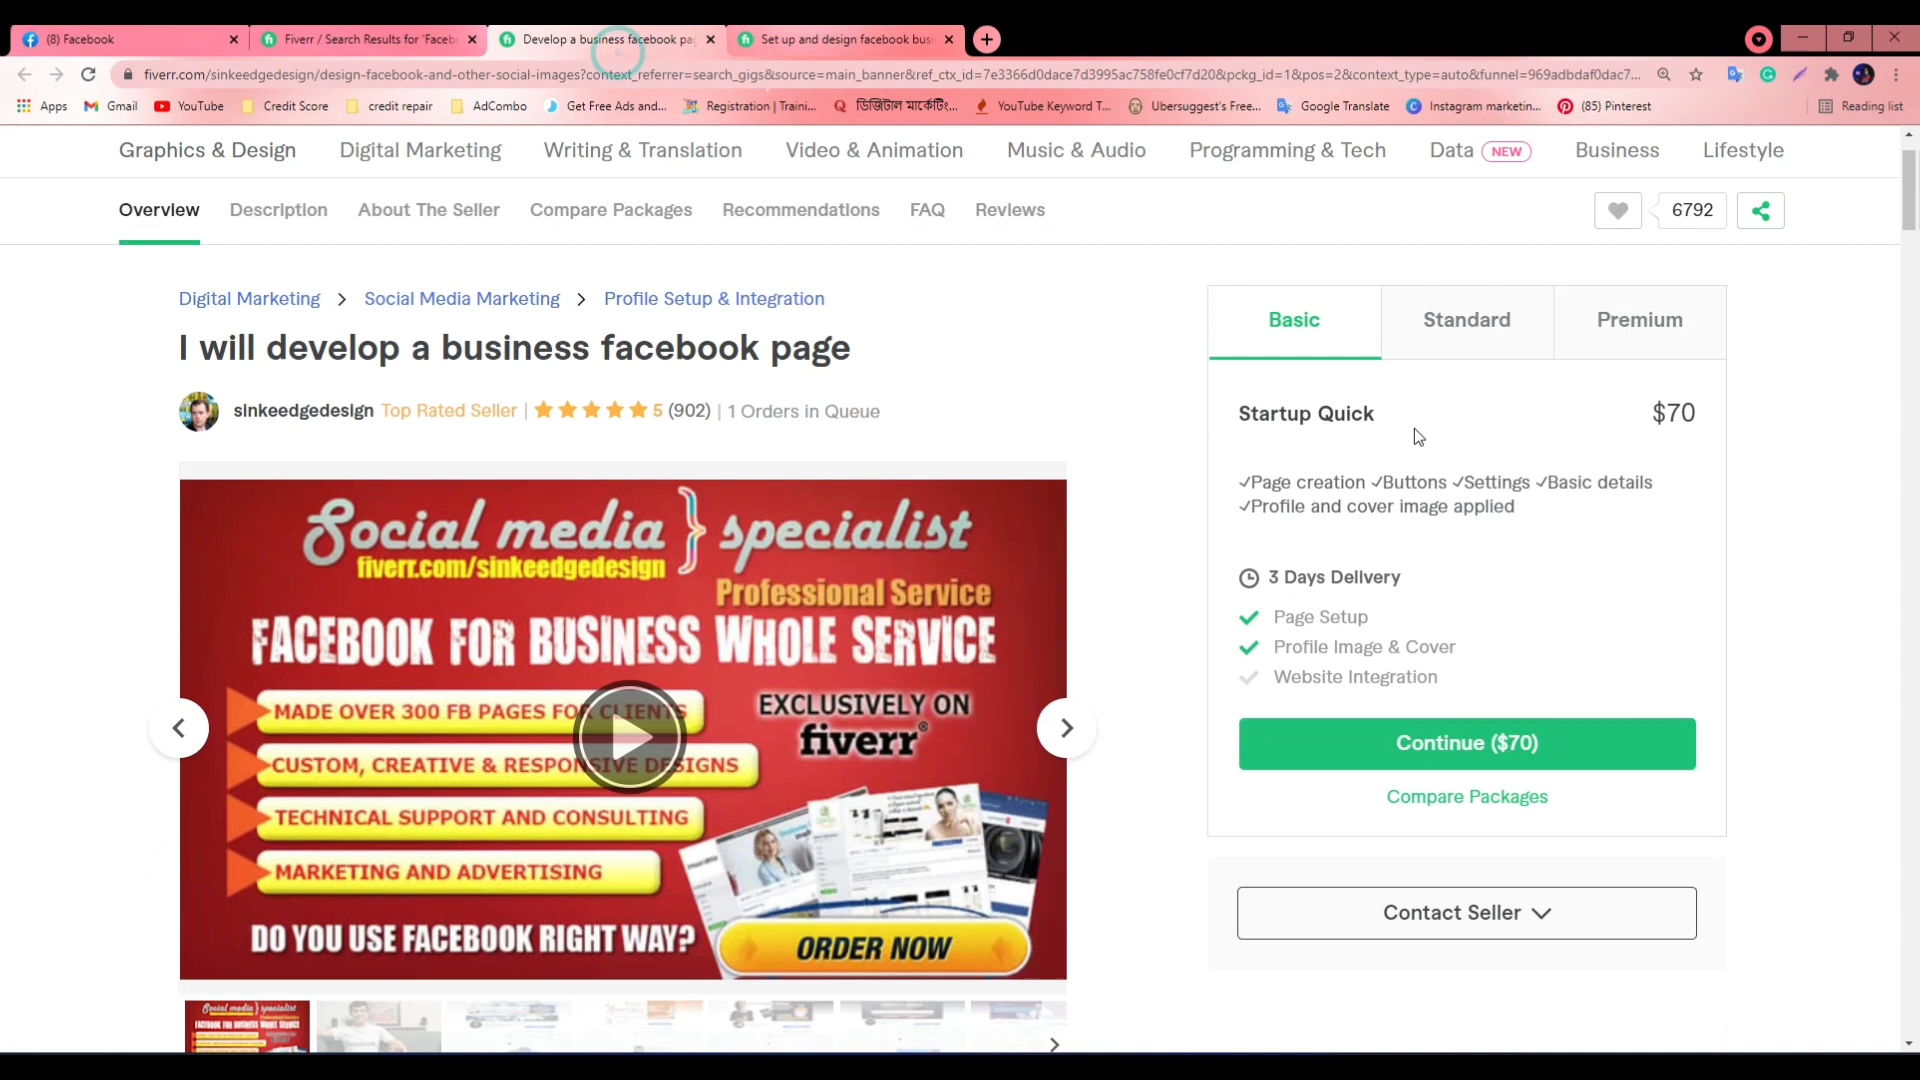 (8) Facebook
Fiverr / Search Results for 'Faceb
Develop a business facebook pag
Set up and design facebook busi
fiverr.com/sinkeedgedesign/design-facebook-and-other-social-images?context_referrer=search_gigs&source=main_banner&ref_ctx_id=7e3366d0dace7d3995ac758fe0cf7d20&pckg_id=1&pos=2&context_type=auto&funnel=969adbdaf0dac7...
Apps
Gmail
YouTube
Credit Score
credit repair
AdCombo
Get Free Ads and...
Registration | Traini...
ডিজিটাল মার্কেটিং...
YouTube Keyword T...
Ubersuggest's Free...
Google Translate
Instagram marketin...
(85) Pinterest
Reading list
Graphics & Design
Digital Marketing
Writing & Translation
Video & Animation
Music & Audio
Programming & Tech
Data NEW
Business
Lifestyle
Overview
Description
About The Seller
Compare Packages
Recommendations
FAQ
Reviews
6792
Digital Marketing > Social Media Marketing > Profile Setup & Integration
I will develop a business facebook page
sinkeedgedesign Top Rated Seller | 5 (902) | 1 Orders in Queue
Social media } specialist
fiverr.com/sinkeedgedesign
Professional Service
FACEBOOK FOR BUSINESS WHOLE SERVICE
MADE OVER 300 FB PAGES FOR CLIENTS
CUSTOM, CREATIVE & RESPONSIVE DESIGNS
TECHNICAL SUPPORT AND CONSULTING
MARKETING AND ADVERTISING
EXCLUSIVELY ON
fiverr®
DO YOU USE FACEBOOK RIGHT WAY?
ORDER NOW
Basic
Standard
Premium
Startup Quick
$70
✓Page creation ✓Buttons ✓Settings ✓Basic details
✓Profile and cover image applied
3 Days Delivery
Page Setup
Profile Image & Cover
Website Integration
Continue ($70)
Compare Packages
Contact Seller
Social media } specialist
FACEBOOK FOR BUSINESS WHOLE SERVICE